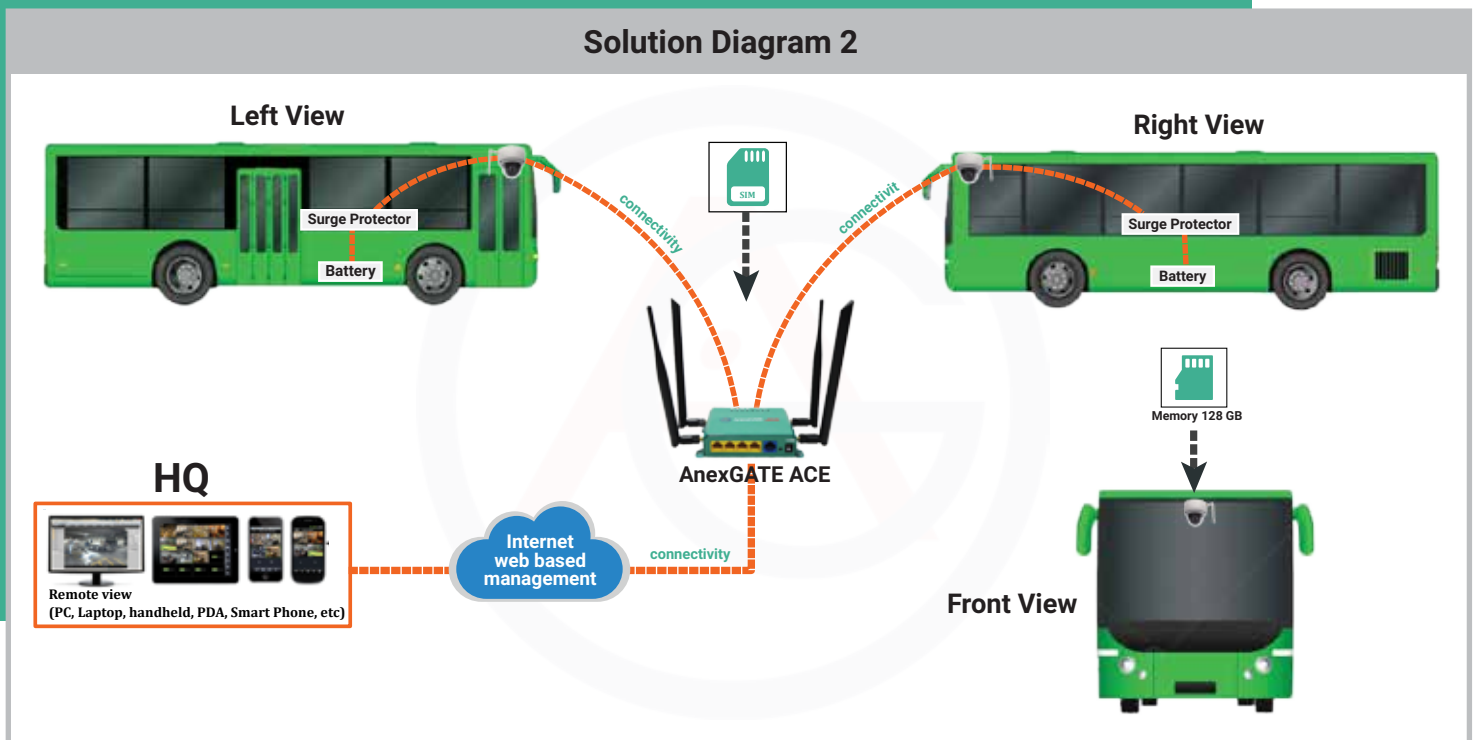 Solution Diagram 2
Left View
Right View
SIM
connectivity
connectivit
Surge Protector
Battery
Surge Protector
Battery
Memory 128 GB
AnexGATE ACE
HQ
Internet
web based
management
connectivity
Remote view
(PC, Laptop, handheld, PDA, Smart Phone, etc)
Front View